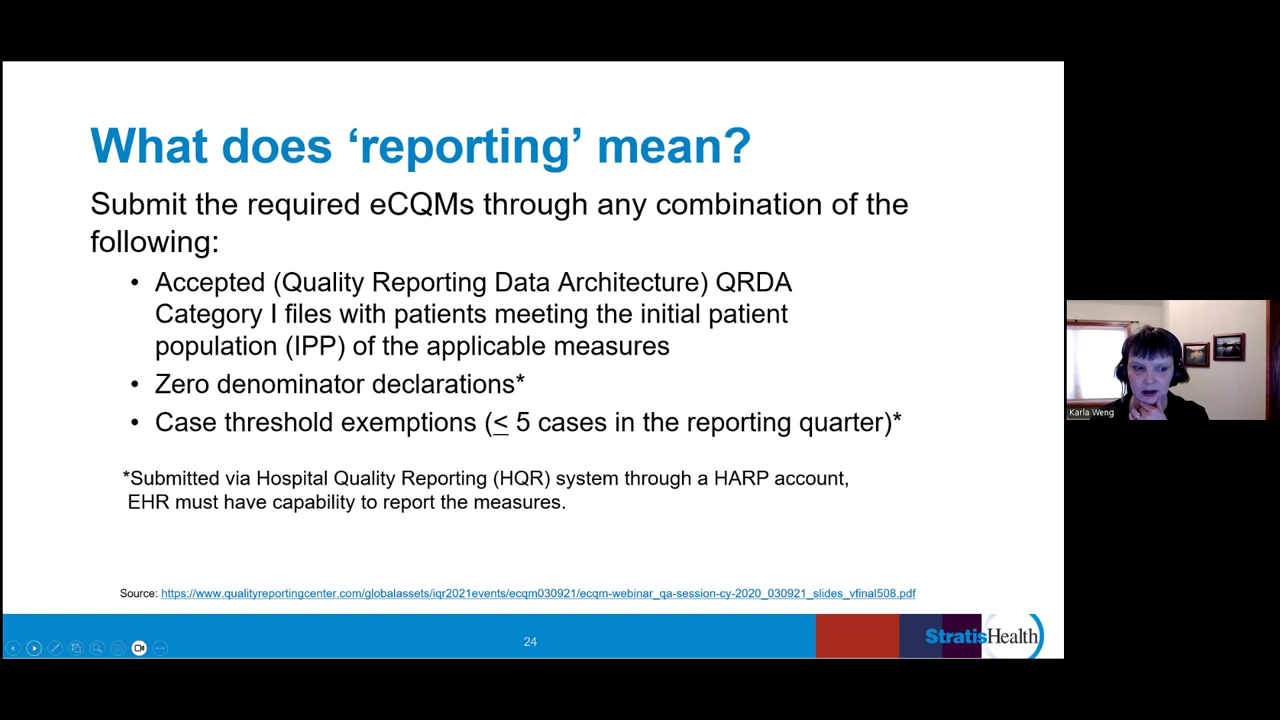 What does ‘reporting’ mean?
Submit the required eCQMs through any combination of the
following:
• Accepted (Quality Reporting Data Architecture) QRDA
Category I files with patients meeting the initial patient
population (IPP) of the applicable measures
• Zero denominator declarations*
• Case threshold exemptions (≤ 5 cases in the reporting quarter)*
*Submitted via Hospital Quality Reporting (HQR) system through a HARP account,
EHR must have capability to report the measures.
Source: https://www.qualityreportingcenter.com/globalassets/iqr2021events/ecqm030921/ecqm-webinar_qa-session-cy-2020_030921_slides_vfinal508.pdf
24
StratisHealth
Karla Weng